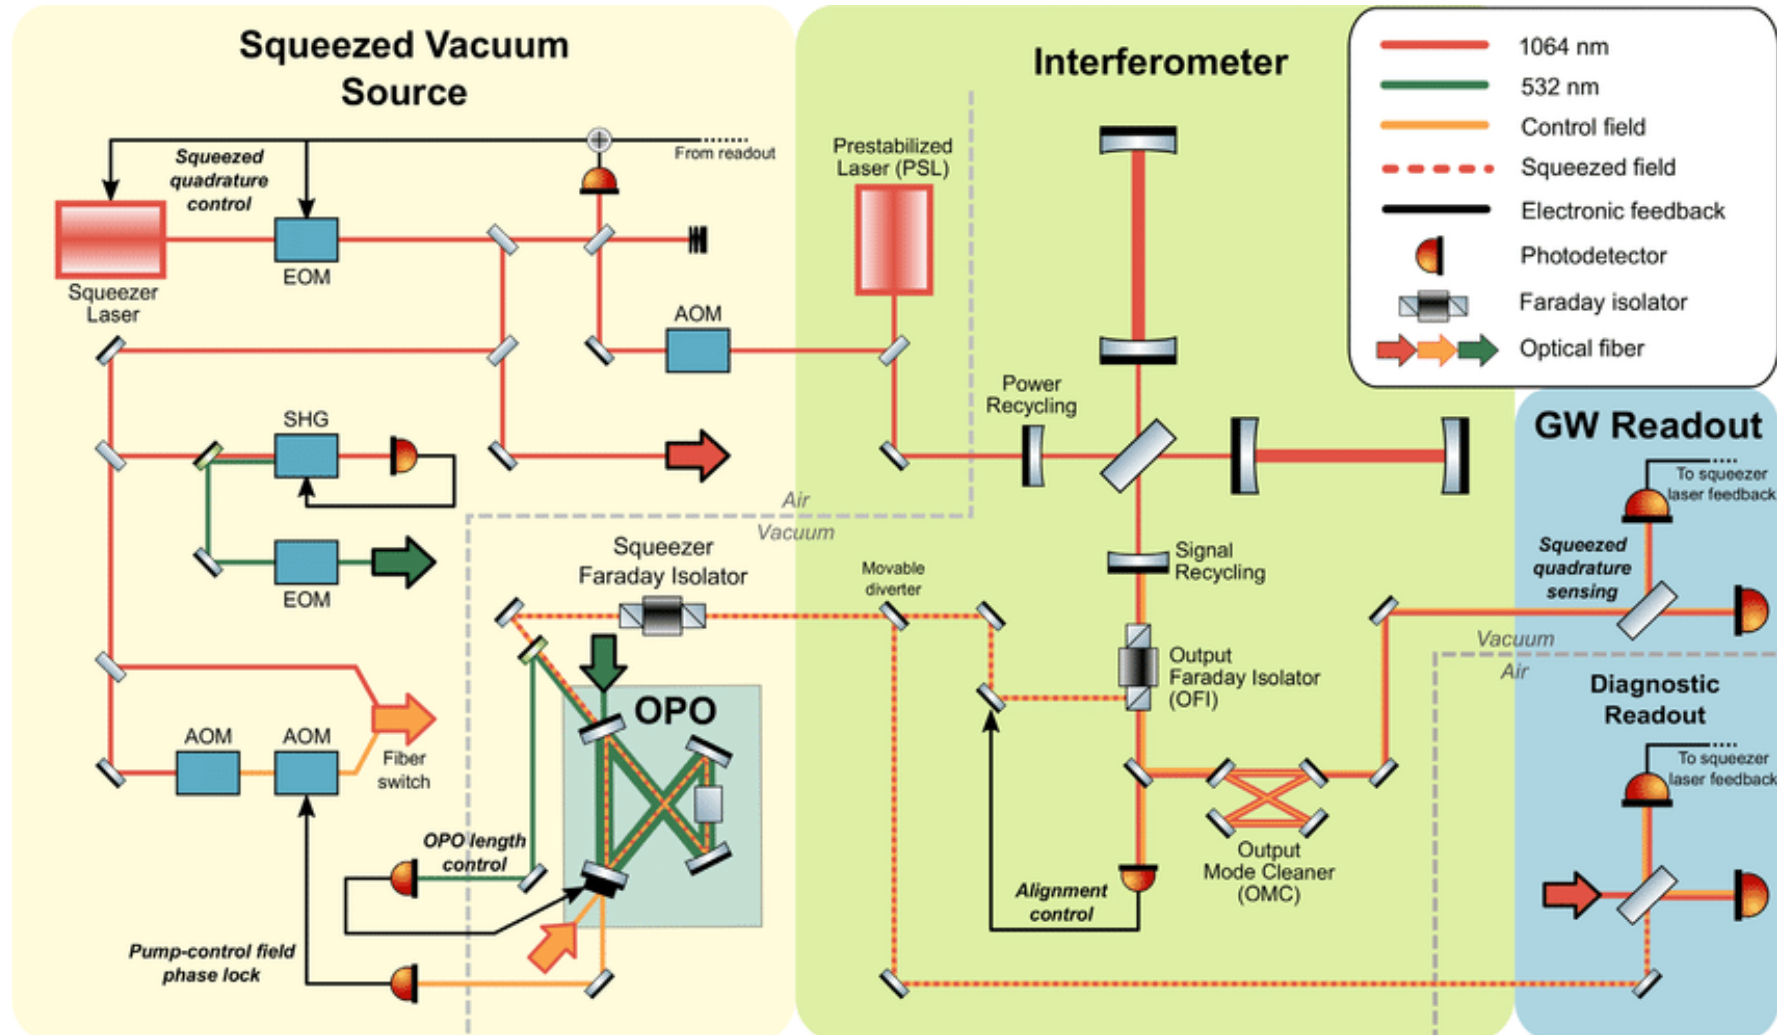 Squeezed Vacuum
Source
Interferometer
1064 nm
532 nm
Control field
Squeezed field
Electronic feedback
Photodetector
Faraday isolator
Optical fiber
Squeezed
quadrature
control
From readout
Squeezer
Laser
EOM
AOM
Prestabilized
Laser (PSL)
SHG
EOM
Power
Recycling
Air
Vacuum
GW Readout
To squeezer
laser feedback
Squeezed
quadrature
sensing
Squeezer
Faraday Isolator
Movable
diverter
Signal
Recycling
Output
Faraday Isolator
(OFI)
Vacuum
Air
Diagnostic
Readout
To squeezer
laser feedback
OPO
AOM
AOM
Fiber
switch
OPO length
control
Output
Mode Cleaner
(OMC)
Alignment
control
Pump-control field
phase lock